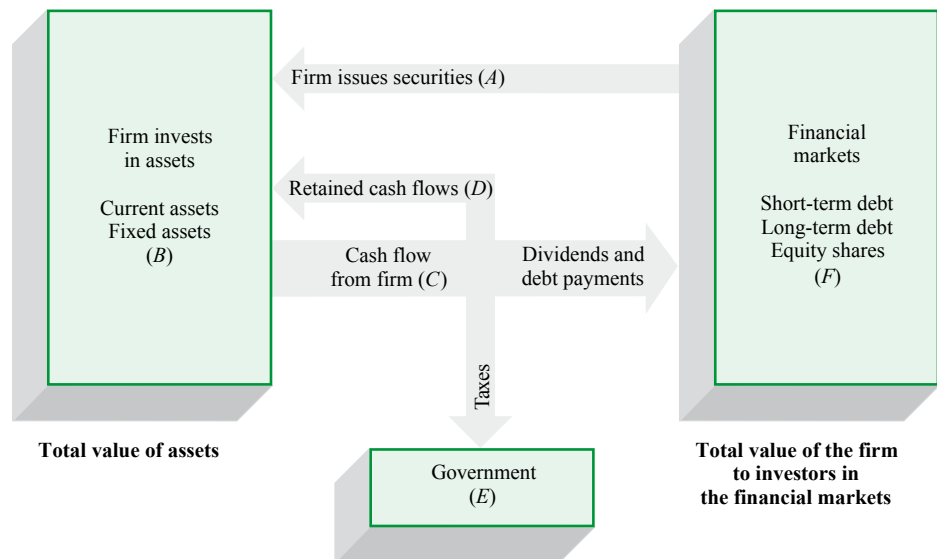 Firm issues securities (A)
Firm invests
in assets
Current assets
Fixed assets
(B)
Financial
markets
Short-term debt
Long-term debt
Equity shares
(F)
Retained cash flows (D)
Cash flow
from firm (C)
Dividends and
debt payments
Taxes
Government
(E)
Total value of assets
Total value of the firm
to investors in
the financial markets